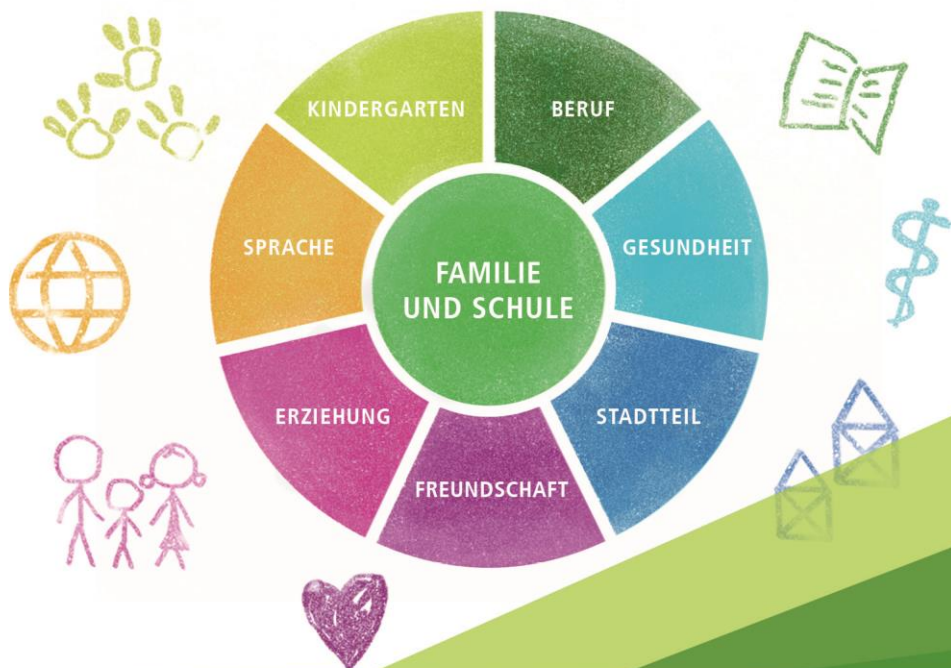 KINDERGARTEN
BERUF
SPRACHE
GESUNDHEIT
FAMILIE
UND SCHULE
ERZIEHUNG
STADTTEIL
FREUNDSCHAFT